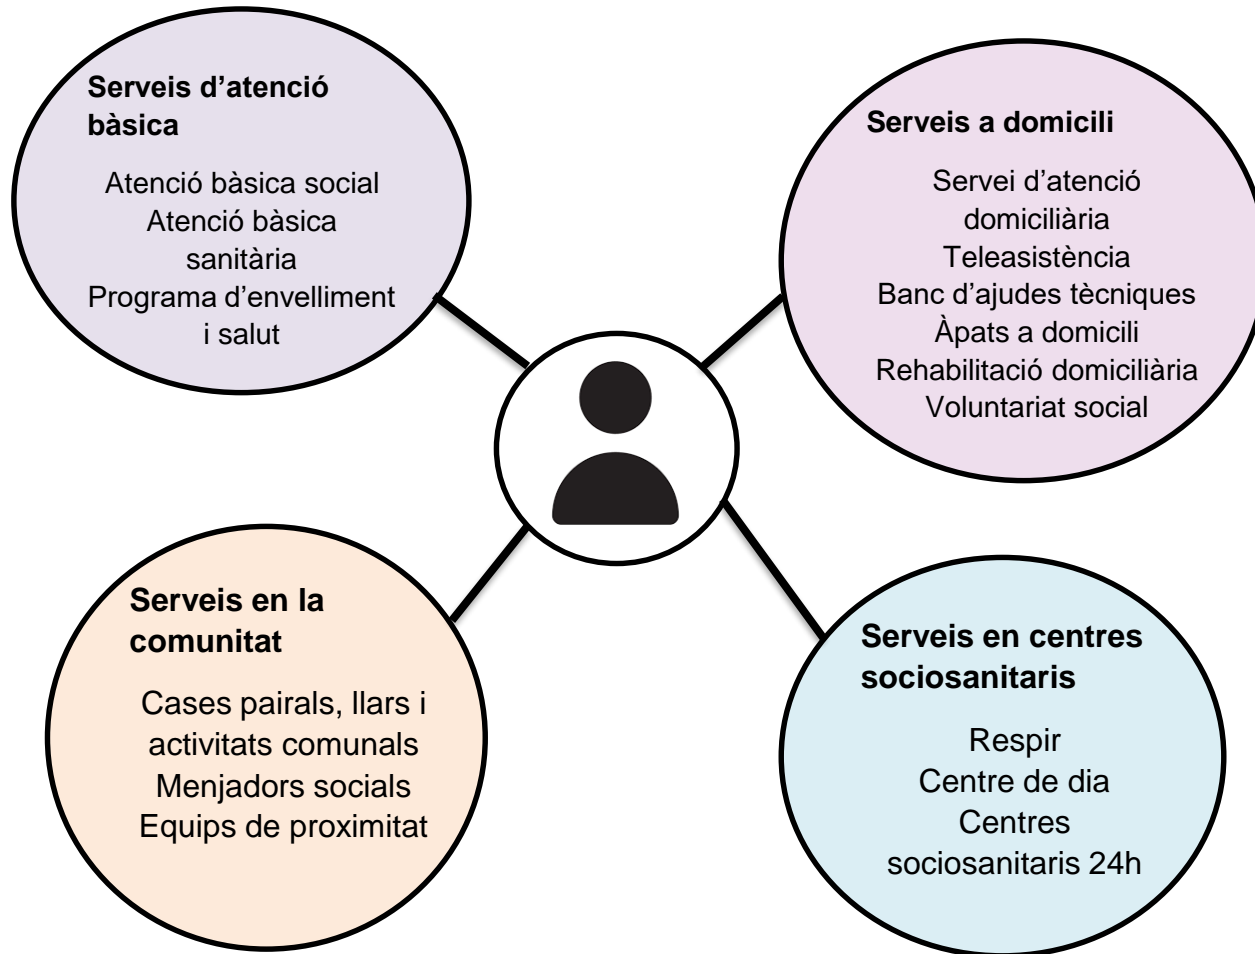 Serveis d’atenció
bàsica
Atenció bàsica social
Atenció bàsica
sanitària
Programa d’envelliment
i salut
Serveis a domicili
Servei d’atenció
domiciliària
Teleasistència
Banc d’ajudes tècniques
Àpats a domicili
Rehabilitació domiciliària
Voluntariat social
Serveis en la
comunitat
Cases pairals, llars i
activitats comunals
Menjadors socials
Equips de proximitat
Serveis en centres
sociosanitaris
Respir
Centre de dia
Centres
sociosanitaris 24h